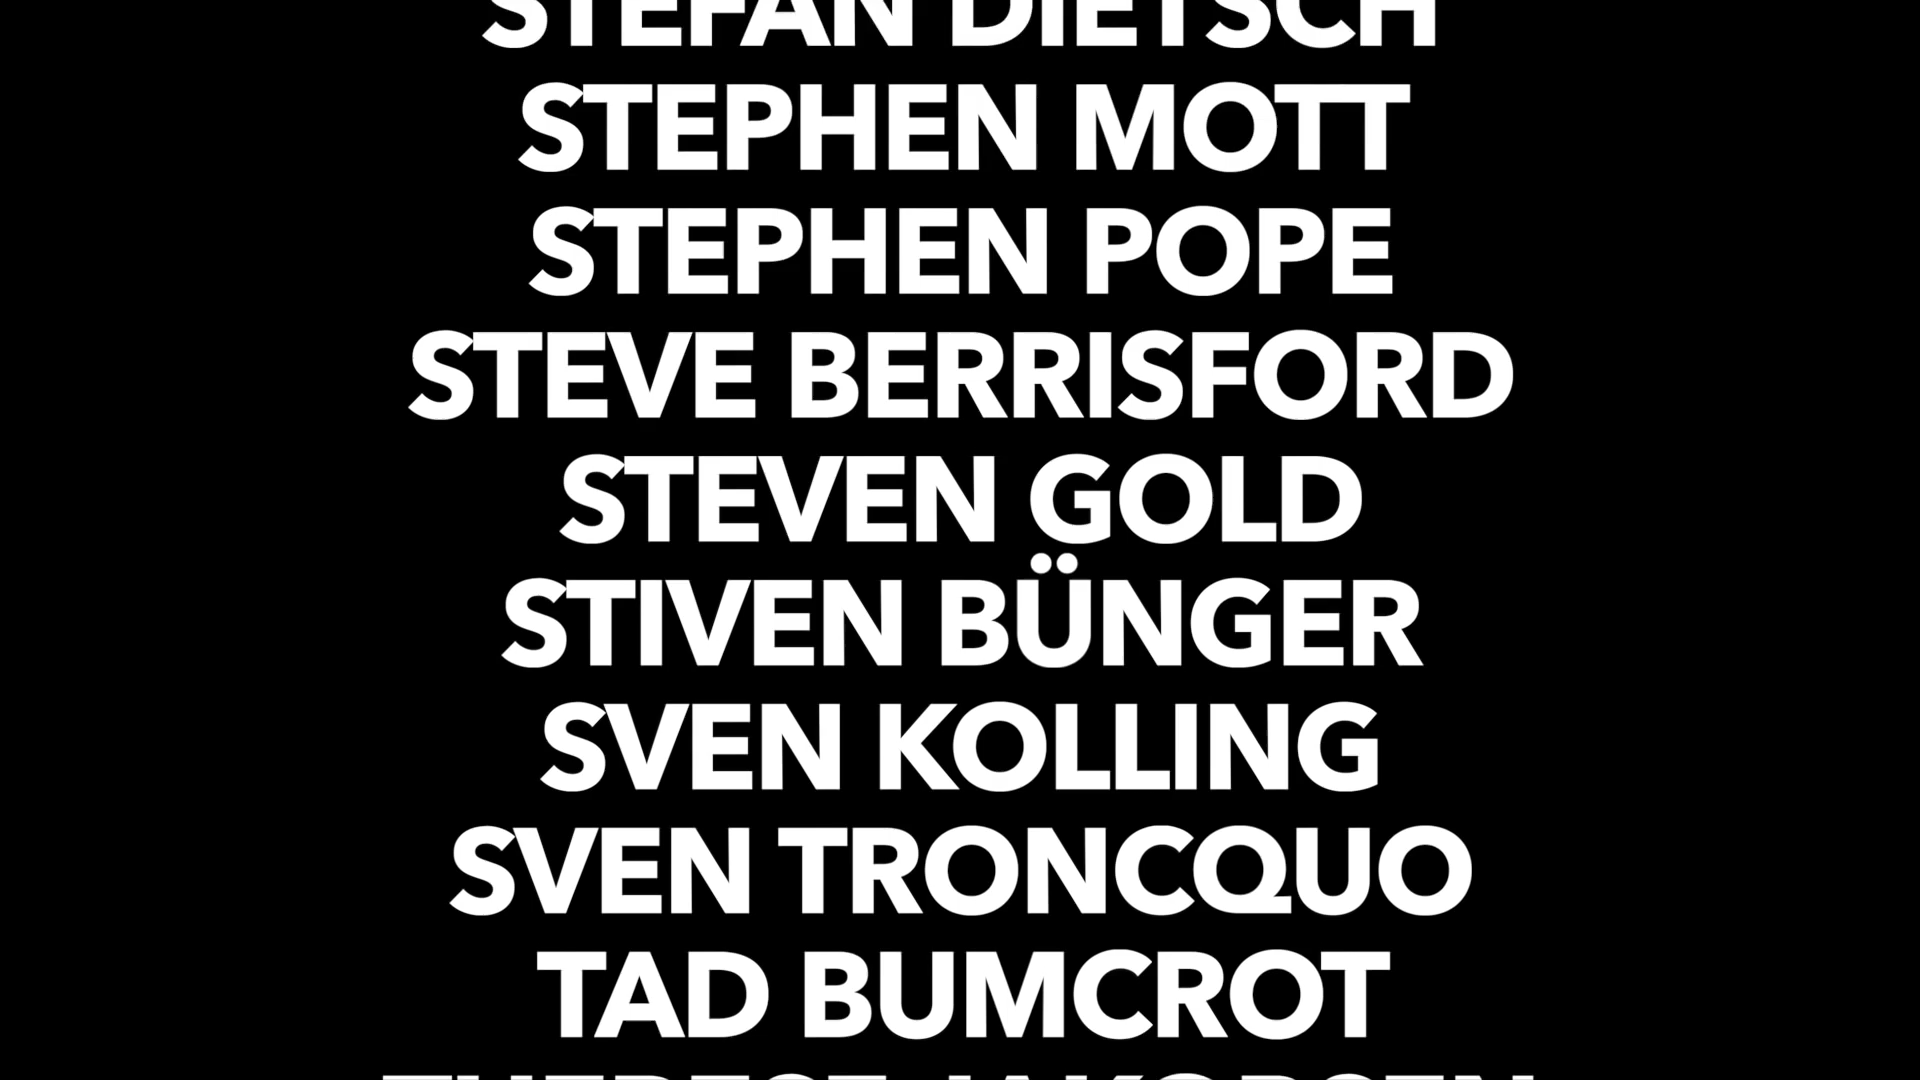 STEFAN DIETSCH
STEPHEN MOTT
STEPHEN POPE
STEVE BERRISFORD
STEVEN GOLD
STIVEN BÜNGER
SVEN KOLLING
SVEN TRONCQUO
TAD BUMCROT